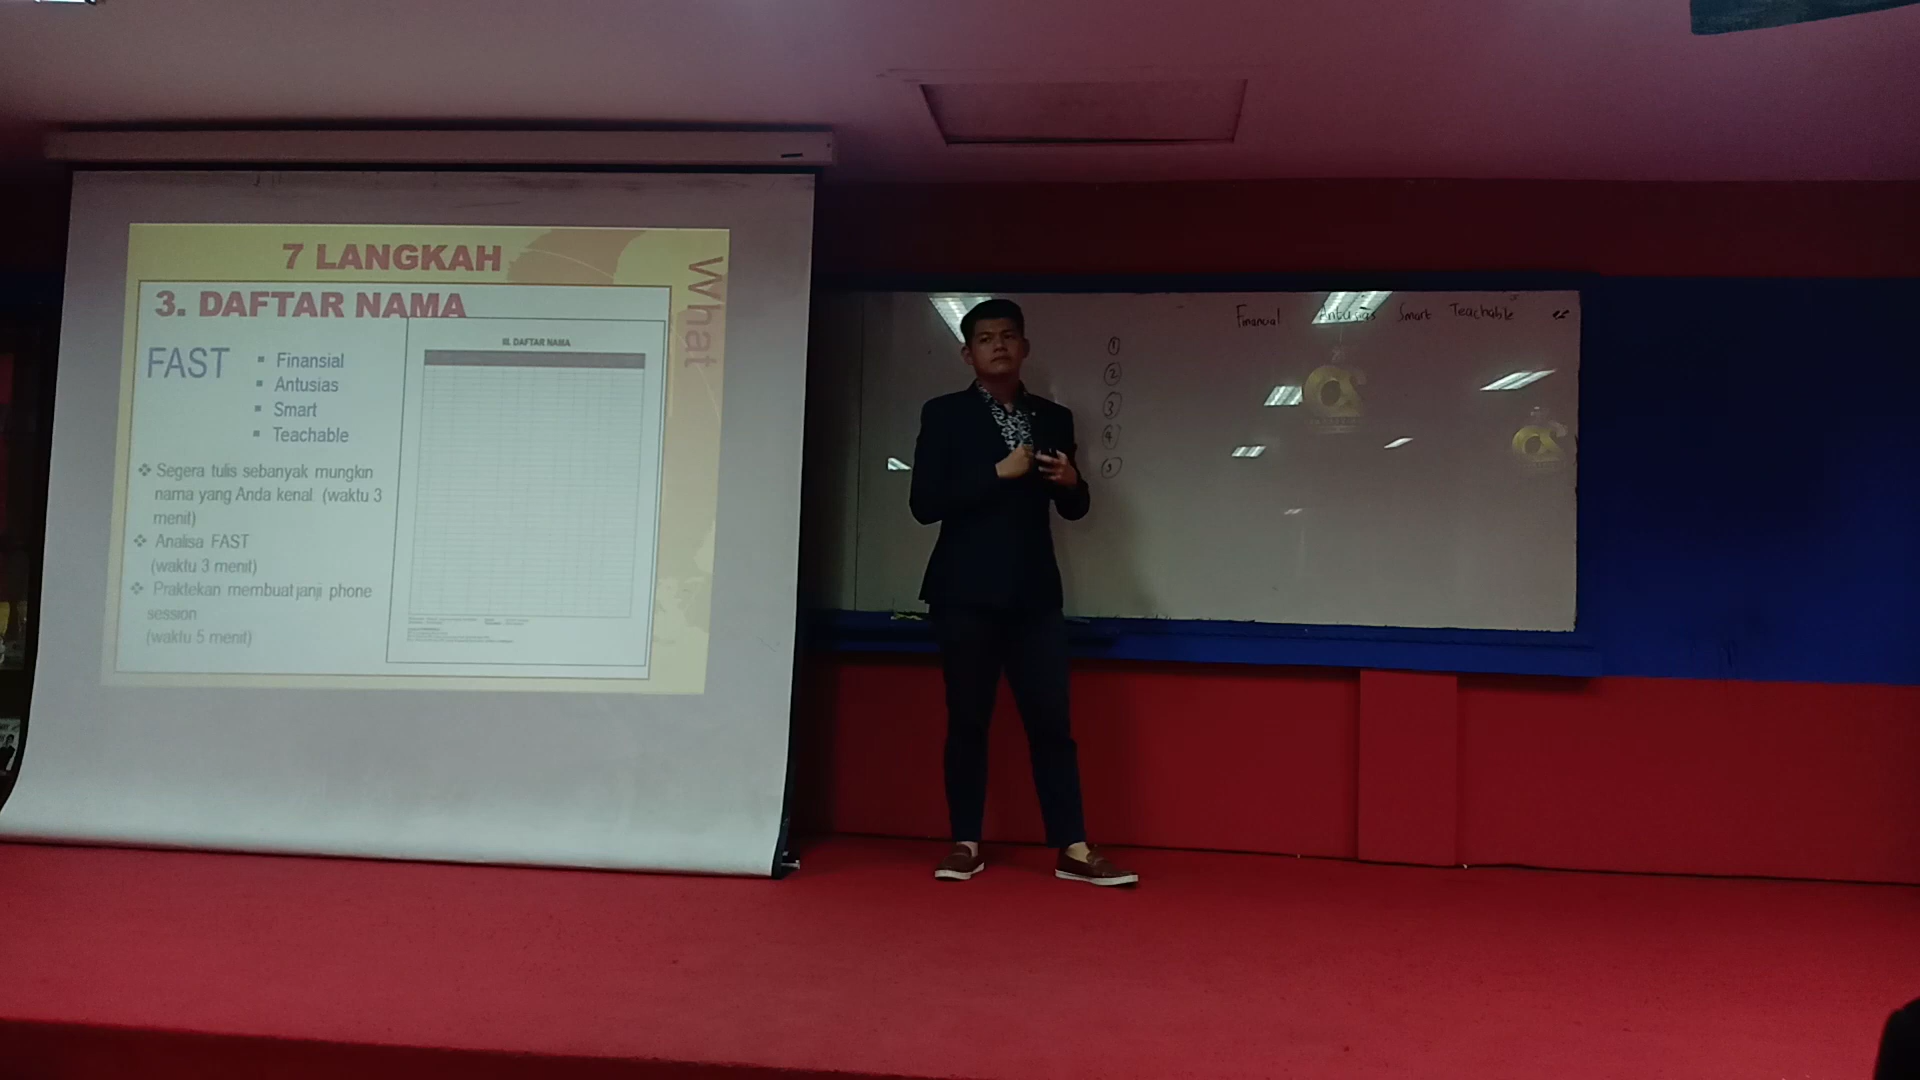 7 LANGKAH
What
3. DAFTAR NAMA
FAST
▪ Finansial
▪ Antusias
▪ Smart
▪ Teachable
❖ Segera tulis sebanyak mungkin
nama yang Anda kenal (waktu 3
menit)
❖ Analisa FAST
(waktu 3 menit)
❖ Praktekan membuat janji phone
session
(waktu 5 menit)
III. DAFTAR NAMA
Financial Antusias Smart Teachable
1
2
3
4
5